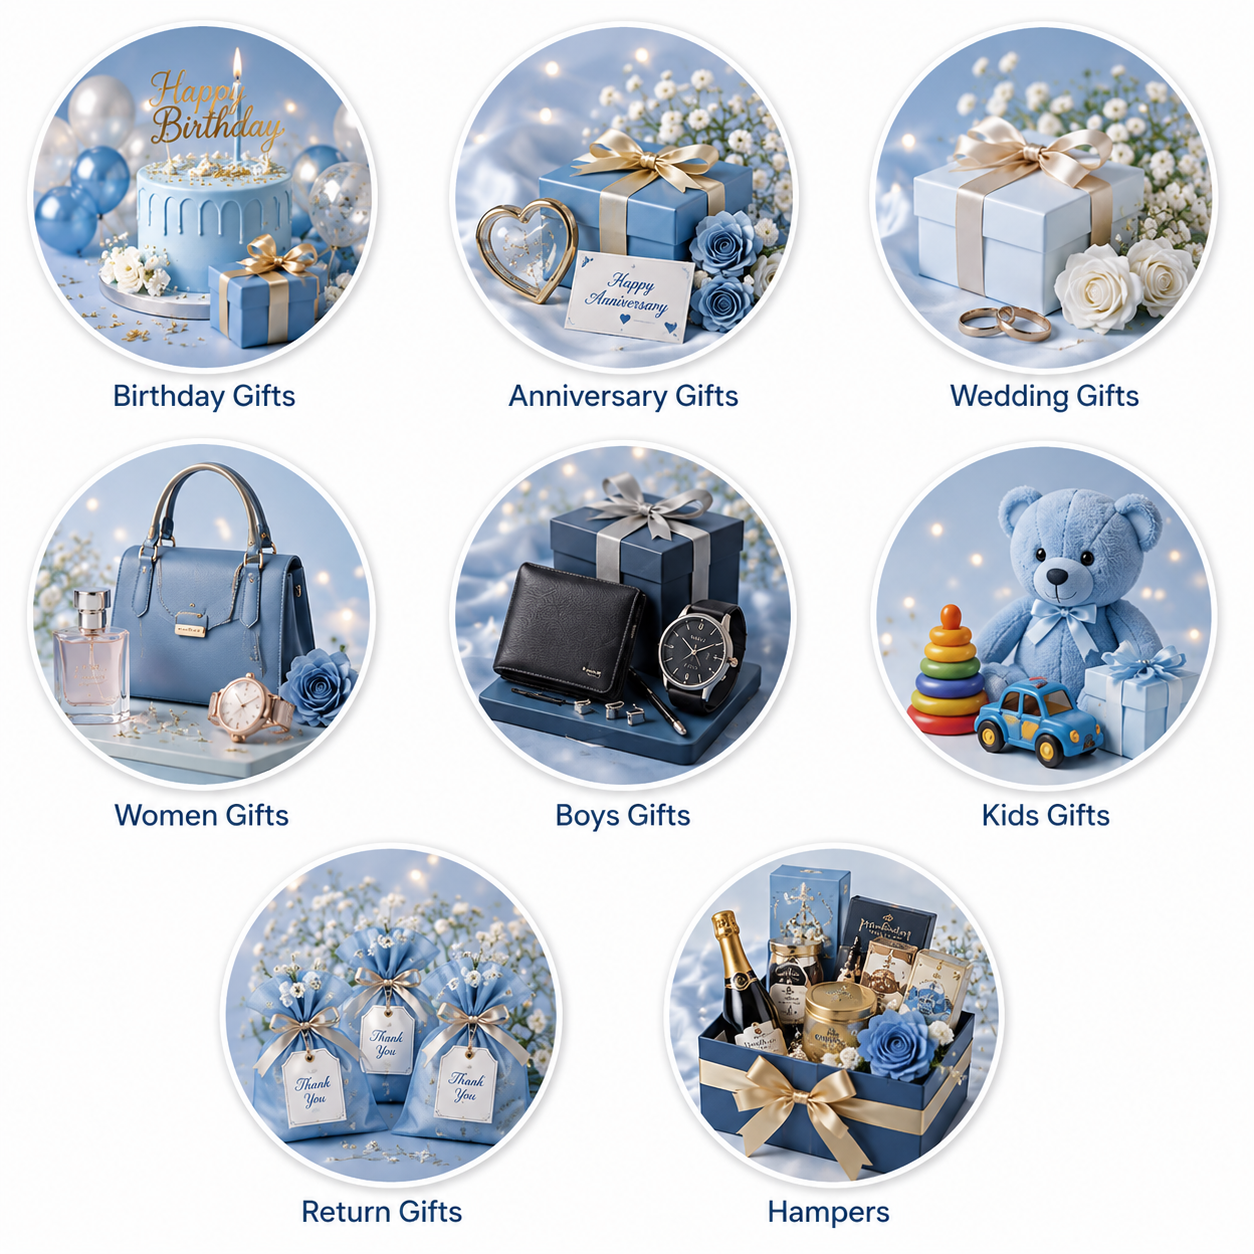 Happy
Birthday
Happy
Anniversary
Birthday Gifts
Anniversary Gifts
Wedding Gifts
Women Gifts
Boys Gifts
Kids Gifts
Thank
You
Thank
You
Thank
You
Return Gifts
Hampers